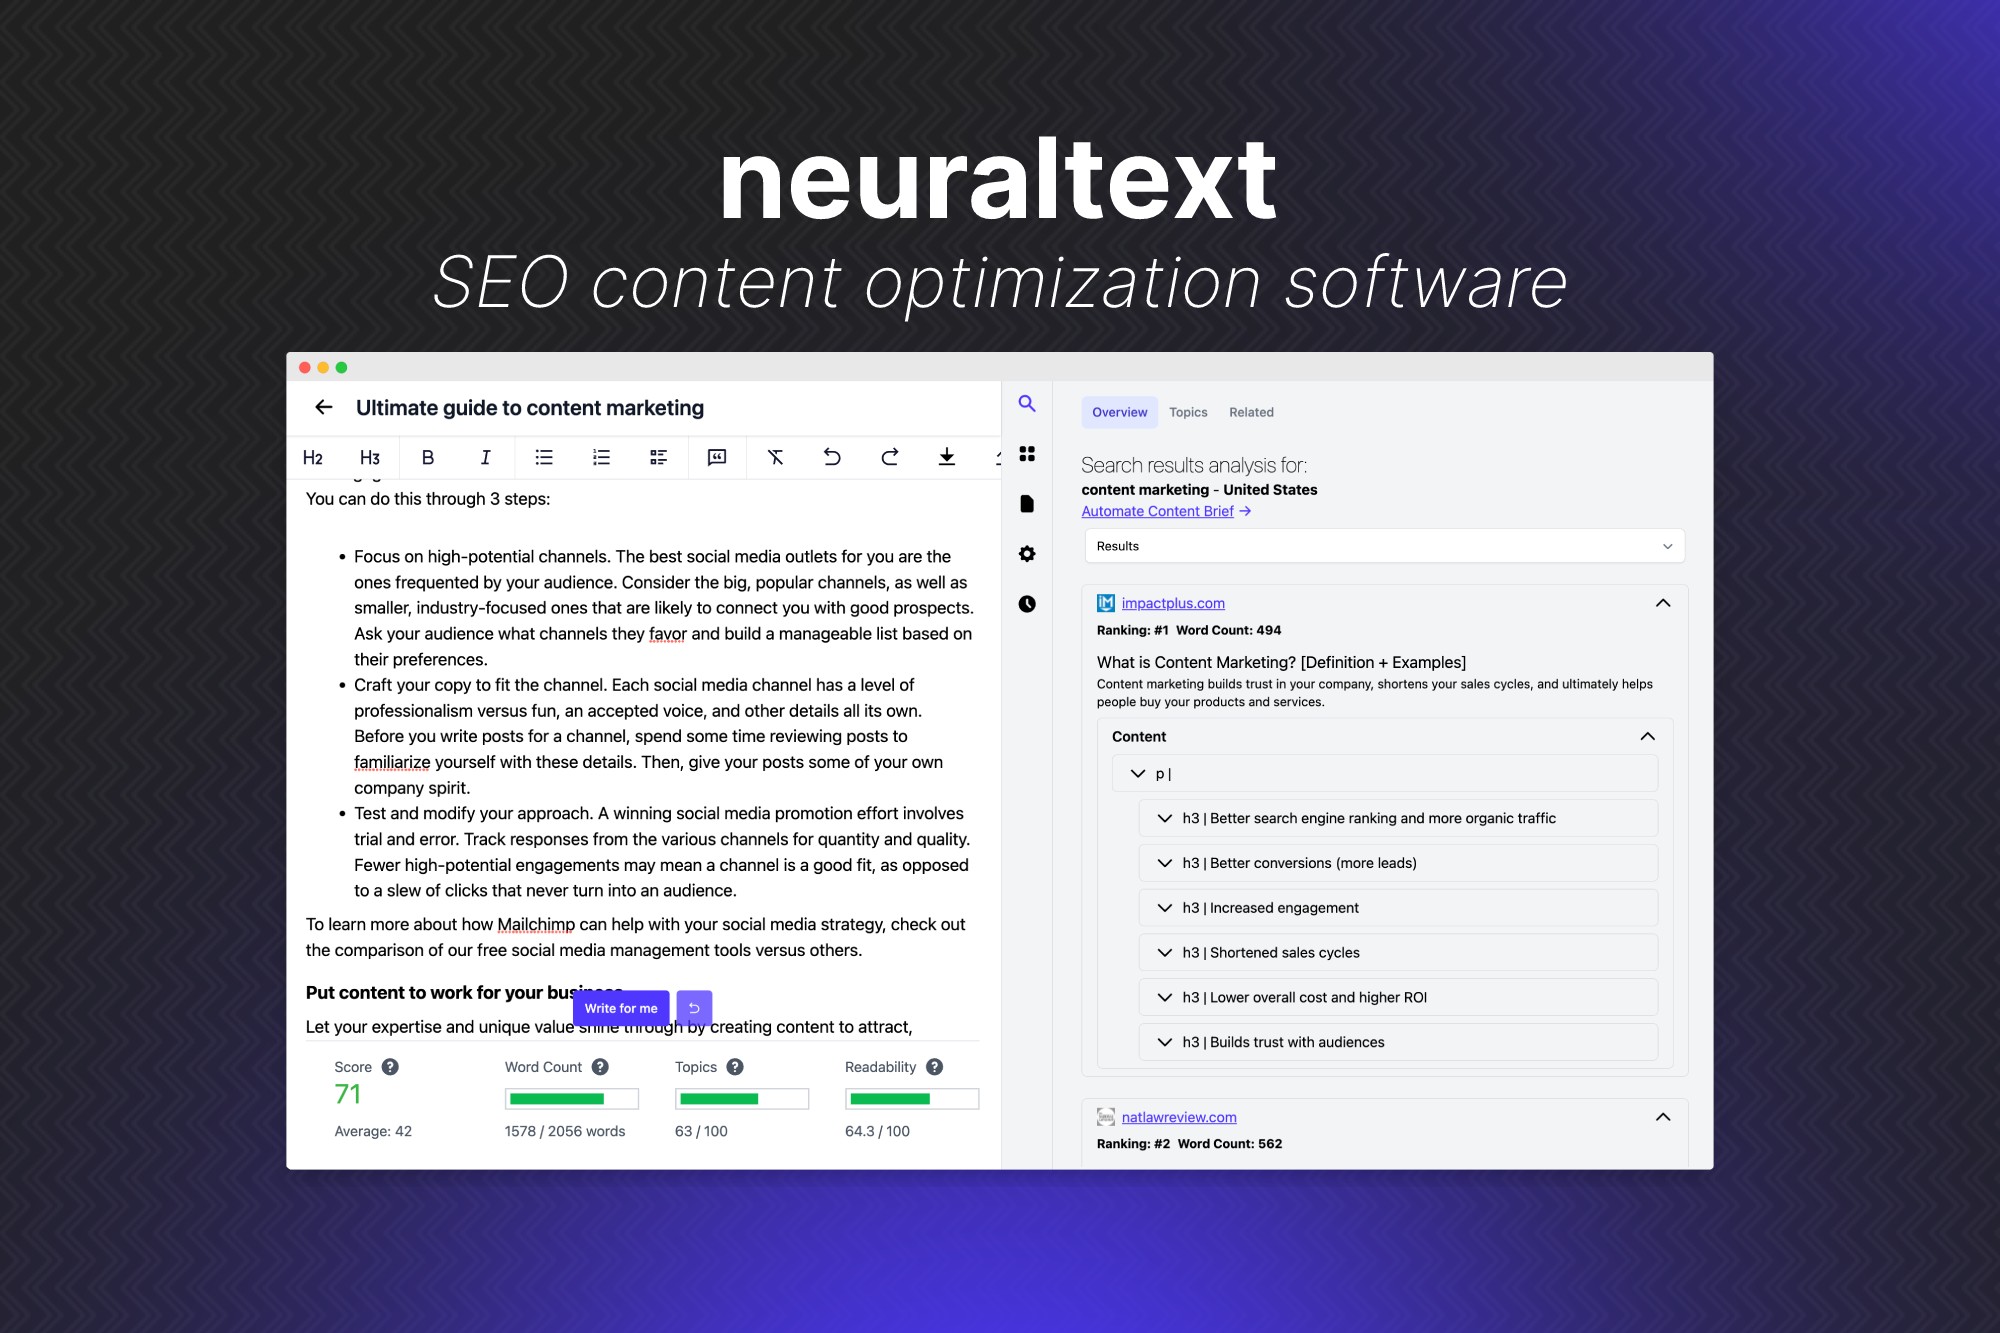 neuraltext
SEO content optimization software
Ultimate guide to content marketing
H2 H3 B I
You can do this through 3 steps:
• Focus on high-potential channels. The best social media outlets for you are the
ones frequented by your audience. Consider the big, popular channels, as well as
smaller, industry-focused ones that are likely to connect you with good prospects.
Ask your audience what channels they favor and build a manageable list based on
their preferences.
• Craft your copy to fit the channel. Each social media channel has a level of
professionalism versus fun, an accepted voice, and other details all its own.
Before you write posts for a channel, spend some time reviewing posts to
familiarize yourself with these details. Then, give your posts some of your own
company spirit.
• Test and modify your approach. A winning social media promotion effort involves
trial and error. Track responses from the various channels for quantity and quality.
Fewer high-potential engagements may mean a channel is a good fit, as opposed
to a slew of clicks that never turn into an audience.
To learn more about how Mailchimp can help with your social media strategy, check out
the comparison of our free social media management tools versus others.
Put content to work for your business
Write for me
Let your expertise and unique value shine through by creating content to attract,
Score ? Word Count ? Topics ? Readability ?
71
Average: 42 1578 / 2056 words 63 / 100 64.3 / 100
Overview Topics Related
Search results analysis for:
content marketing - United States
Automate Content Brief →
Results
impactplus.com
Ranking: #1 Word Count: 494
What is Content Marketing? [Definition + Examples]
Content marketing builds trust in your company, shortens your sales cycles, and ultimately helps
people buy your products and services.
Content
p |
h3 | Better search engine ranking and more organic traffic
h3 | Better conversions (more leads)
h3 | Increased engagement
h3 | Shortened sales cycles
h3 | Lower overall cost and higher ROI
h3 | Builds trust with audiences
natlawreview.com
Ranking: #2 Word Count: 562